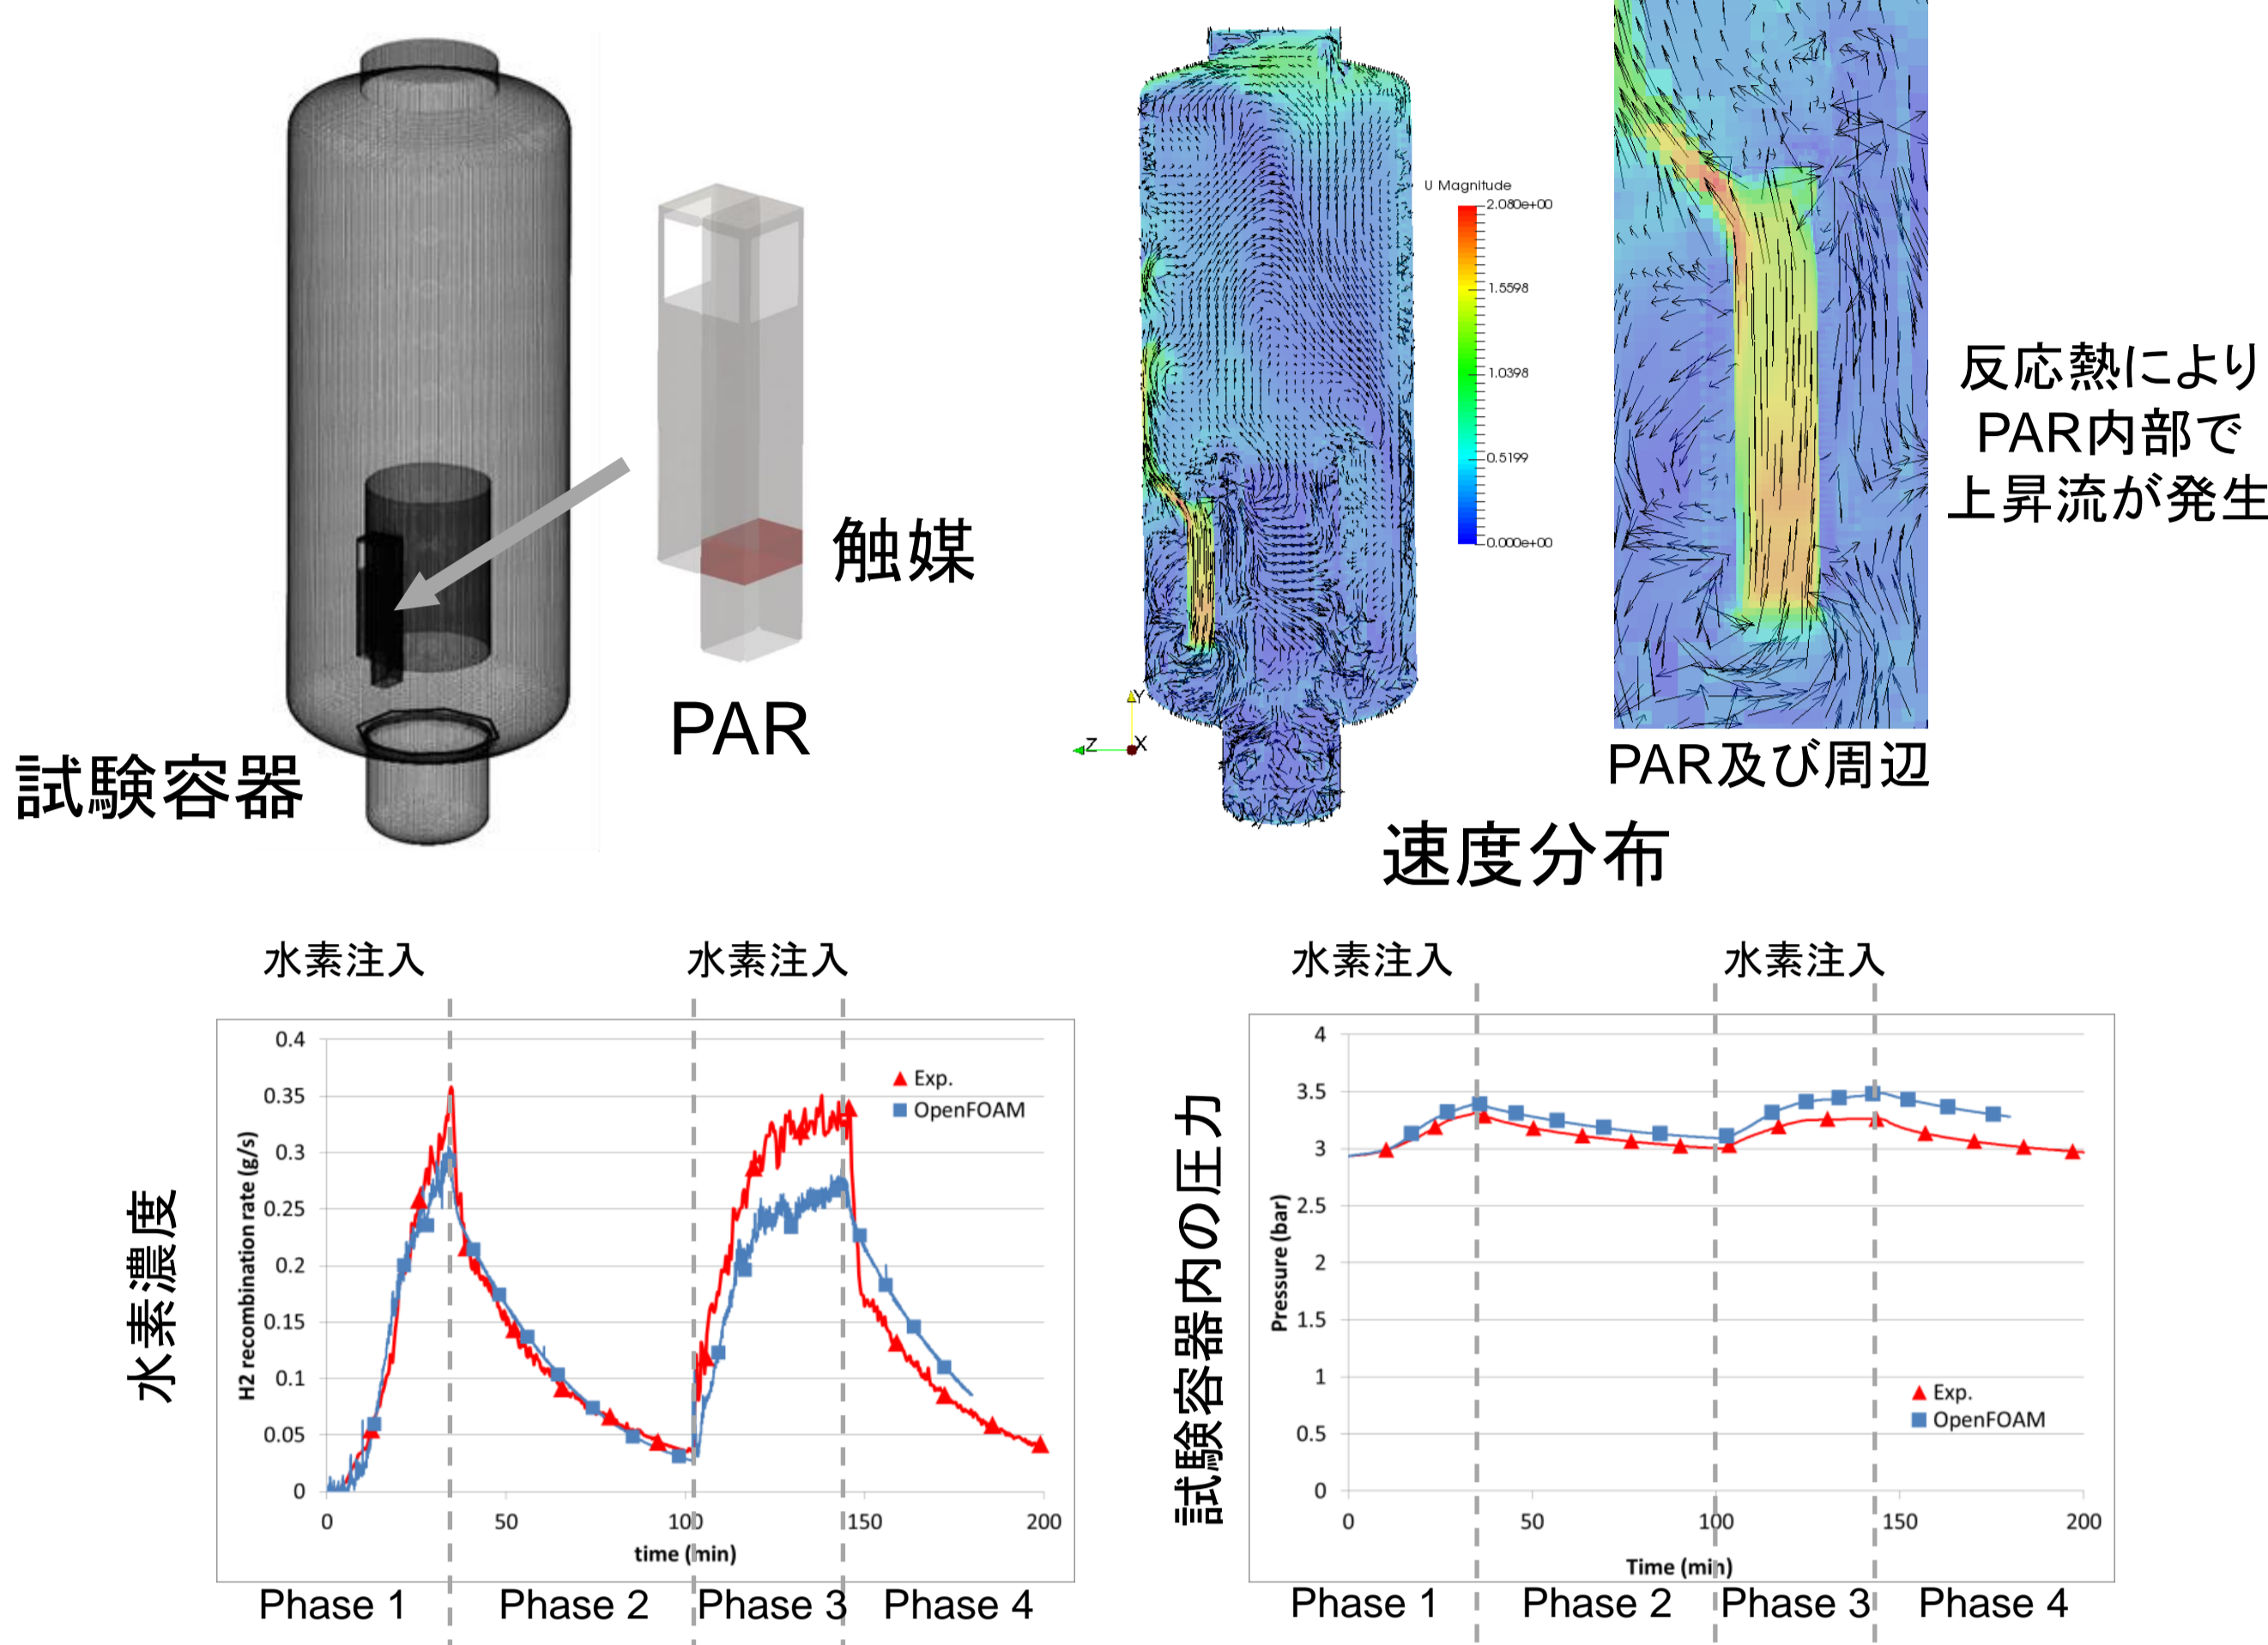 試験容器
PAR
触媒
U Magnitude
2.080e+00
1.5598
1.0398
0.5199
0.000e+00
Y
Z
X
速度分布
PAR及び周辺
反応熱により
PAR内部で
上昇流が発生
水素注入
水素注入
水素濃度
H2 recombination rate (g/s)
0.4
0.35
0.3
0.25
0.2
0.15
0.1
0.05
0
Exp.
OpenFOAM
0
50
100
150
200
time (min)
Phase 1
Phase 2
Phase 3
Phase 4
水素注入
水素注入
試験容器内の圧力
Pressure (bar)
4
3.5
3
2.5
2
1.5
1
0.5
0
Exp.
OpenFOAM
0
50
100
150
200
Time (min)
Phase 1
Phase 2
Phase 3
Phase 4